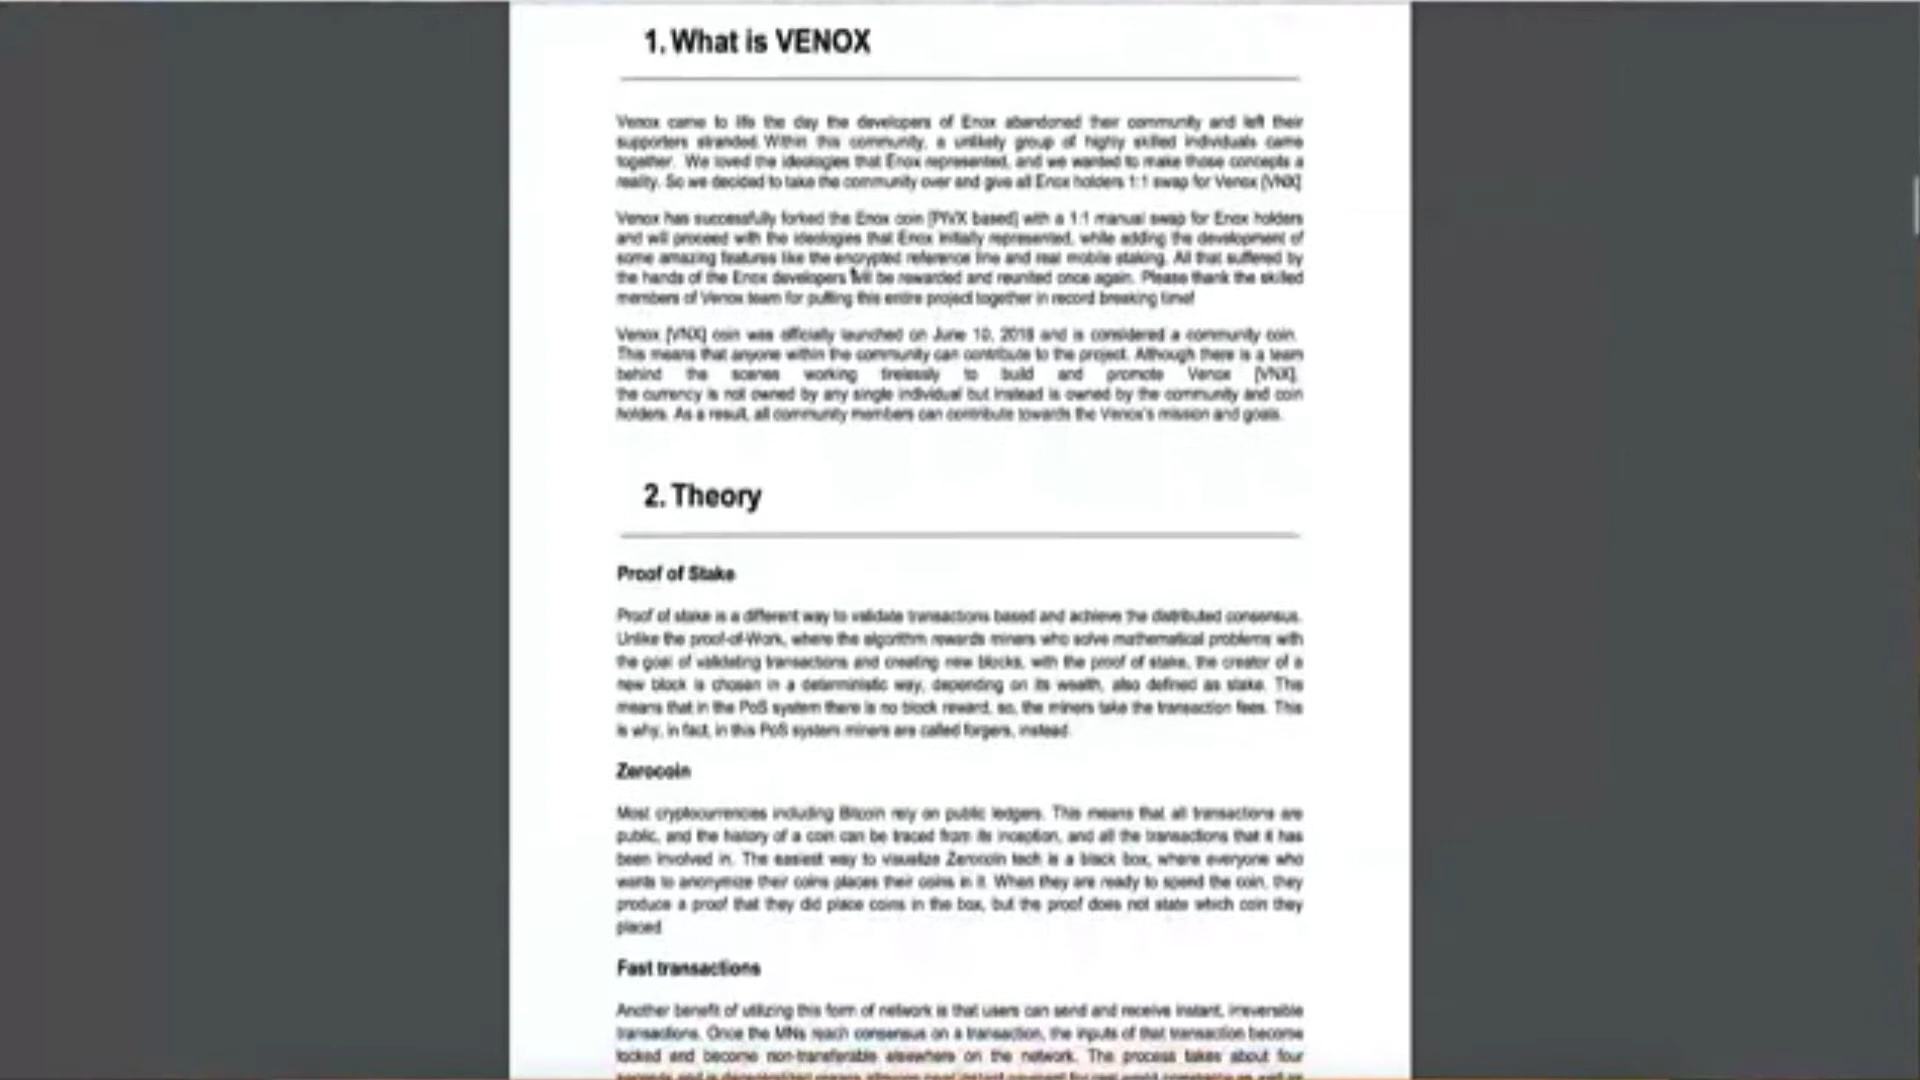 1. What is VENOX
Venox came to life the day the developers of Enox abandoned their community and left their
supporters stranded. Within this community, a unlikely group of highly skilled individuals came
together. We loved the ideologies that Enox represented, and we wanted to make those concepts a
reality. So we decided to take the community over and give all Enox holders 1:1 swap for Venox [VNX]
Venox has successfully forked the Enox coin [PIVX based] with a 1:1 manual swap for Enox holders
and will proceed with the ideologies that Enox initially represented, while adding the development of
some amazing features like the encrypted reference line and real mobile staking. All that suffered by
the hands of the Enox developers will be rewarded and reunited once again. Please thank the skilled
members of Venox team for putting this entire project together in record breaking time!
Venox [VNX] coin was officially launched on June 10, 2018 and is considered a community coin.
This means that anyone within the community can contribute to the project. Although there is a team
behind the scenes working tirelessly to build and promote Venox [VNX],
the currency is not owned by any single individual but instead is owned by the community and coin
holders. As a result, all community members can contribute towards the Venox's mission and goals.
2. Theory
Proof of Stake
Proof of stake is a different way to validate transactions based and achieve the distributed consensus.
Unlike the proof-of-Work, where the algorithm rewards miners who solve mathematical problems with
the goal of validating transactions and creating new blocks, with the proof of stake, the creator of a
new block is chosen in a deterministic way, depending on its wealth, also defined as stake. This
means that in the PoS system there is no block reward, so, the miners take the transaction fees. This
is why, in fact, in this PoS system miners are called forgers, instead.
Zerocoin
Most cryptocurrencies including Bitcoin rely on public ledgers. This means that all transactions are
public, and the history of a coin can be traced from its inception, and all the transactions that it has
been involved in. The easiest way to visualize Zerocoin tech is a black box, where everyone who
wants to anonymize their coins places their coins in it. When they are ready to spend the coin, they
produce a proof that they did place coins in the box, but the proof does not state which coin they
placed
Fast transactions
Another benefit of utilizing this form of network is that users can send and receive instant, irreversible
transactions. Once the MNs reach consensus on a transaction, the inputs of that transaction become
locked and become non-transferable elsewhere on the network. The process takes about four